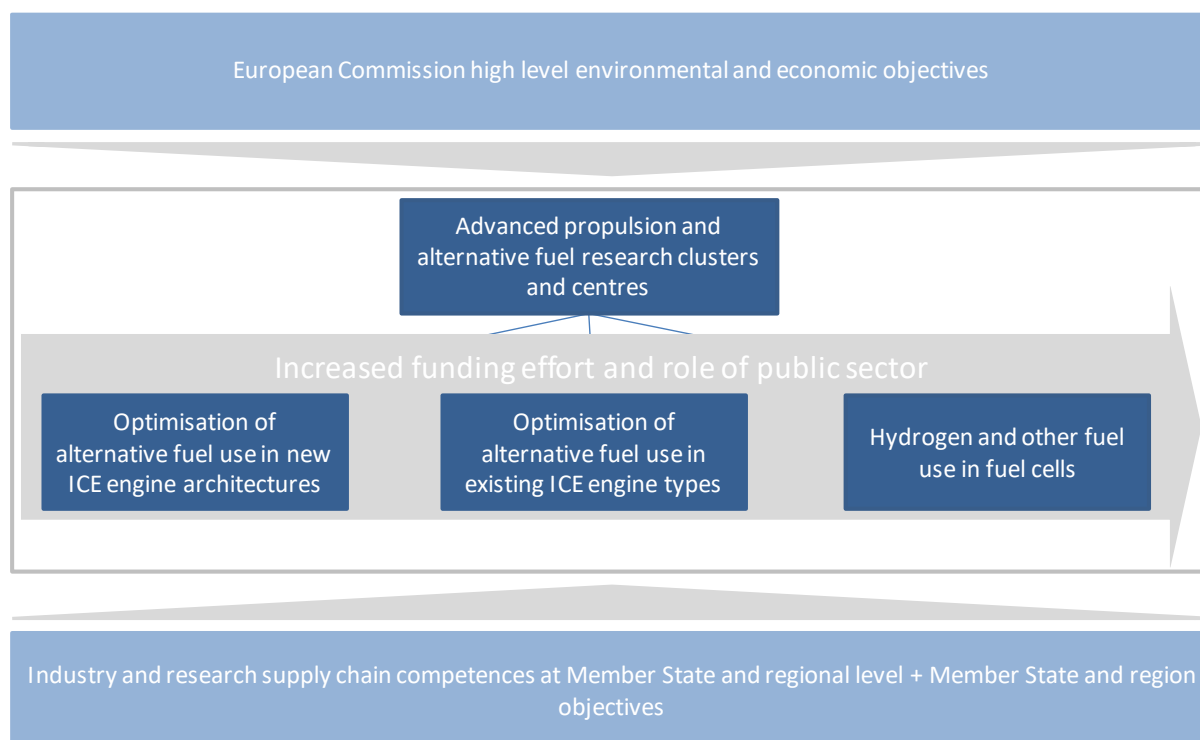 European Commission high level environmental and economic objectives
Advanced propulsion and
alternative fuel research clusters
and centres
Increased funding effort and role of public sector
Optimisation of
alternative fuel use in new
ICE engine architectures
Optimisation of
alternative fuel use in
existing ICE engine types
Hydrogen and other fuel
use in fuel cells
Industry and research supply chain competences at Member State and regional level + Member State and region
objectives